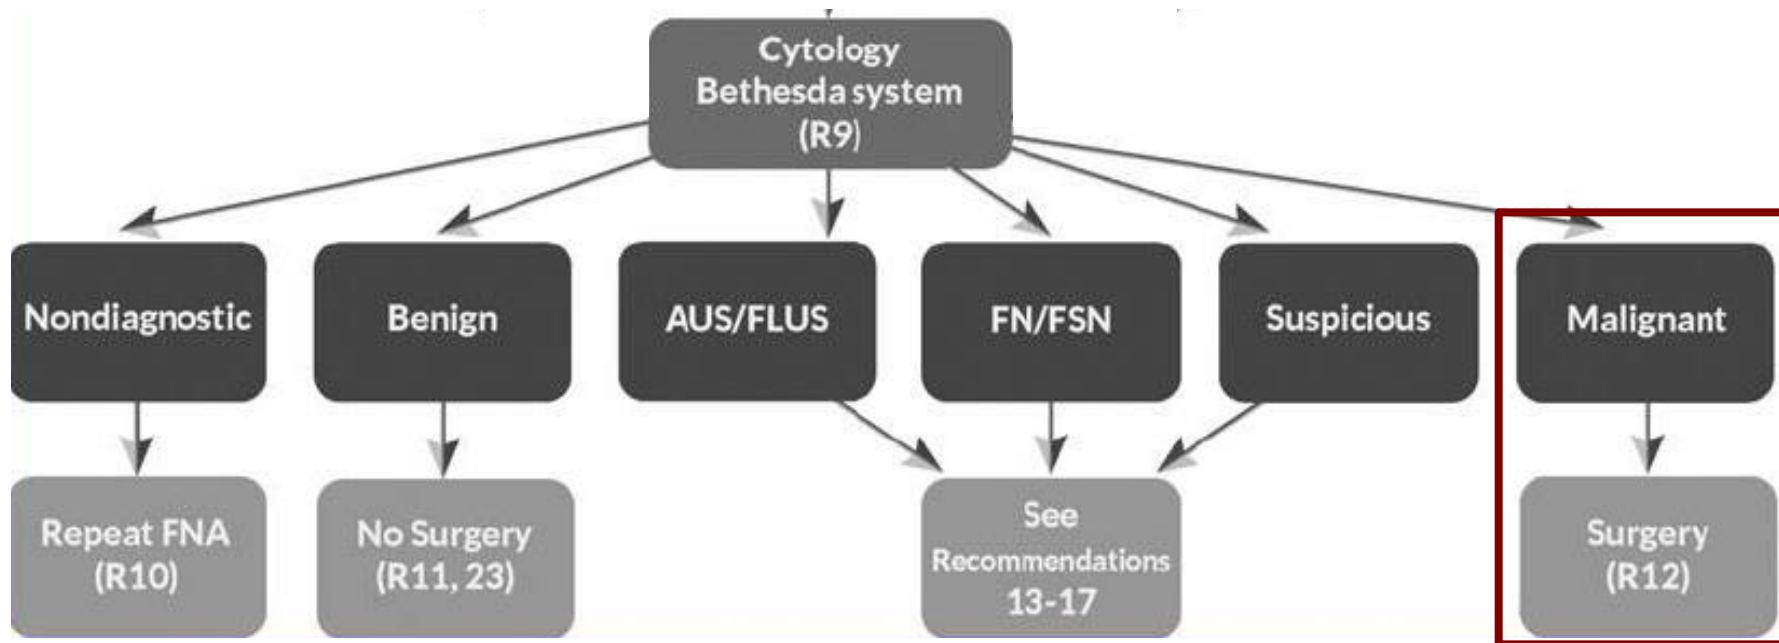 Cytology
Bethesda system
(R9)
Nondiagnostic
Benign
AUS/FLUS
FN/FSN
Suspicious
Malignant
Repeat FNA
(R10)
No Surgery
(R11, 23)
See
Recommendations
13-17
Surgery
(R12)